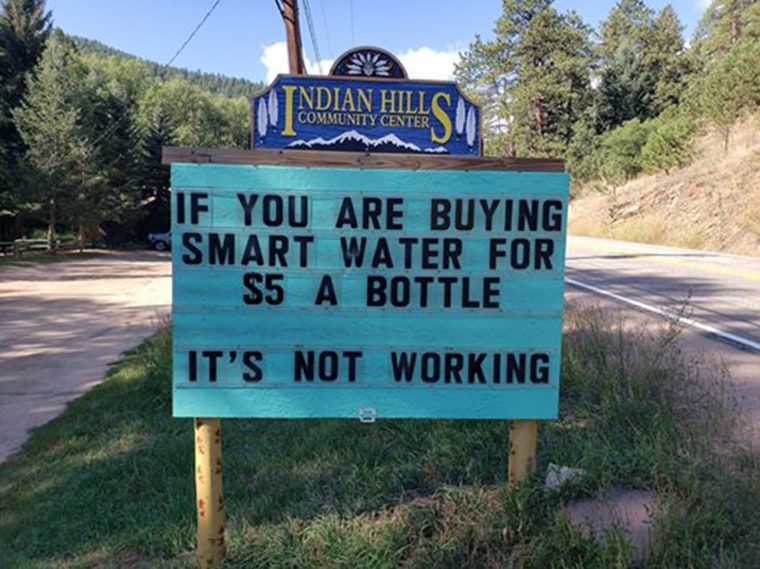 INDIAN HILLS
COMMUNITY CENTER
IF YOU ARE BUYING
SMART WATER FOR
$5 A BOTTLE
IT'S NOT WORKING